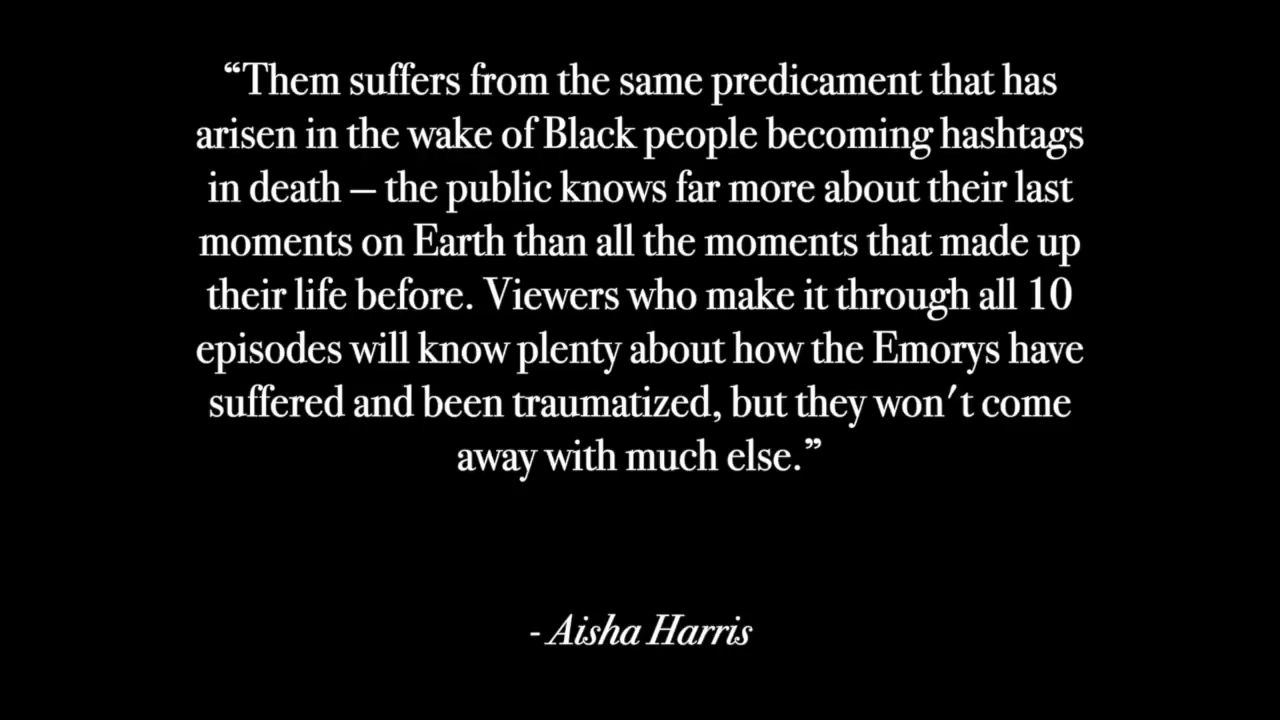 “Them suffers from the same predicament that has
arisen in the wake of Black people becoming hashtags
in death – the public knows far more about their last
moments on Earth than all the moments that made up
their life before. Viewers who make it through all 10
episodes will know plenty about how the Emorys have
suffered and been traumatized, but they won't come
away with much else.”
- Aisha Harris